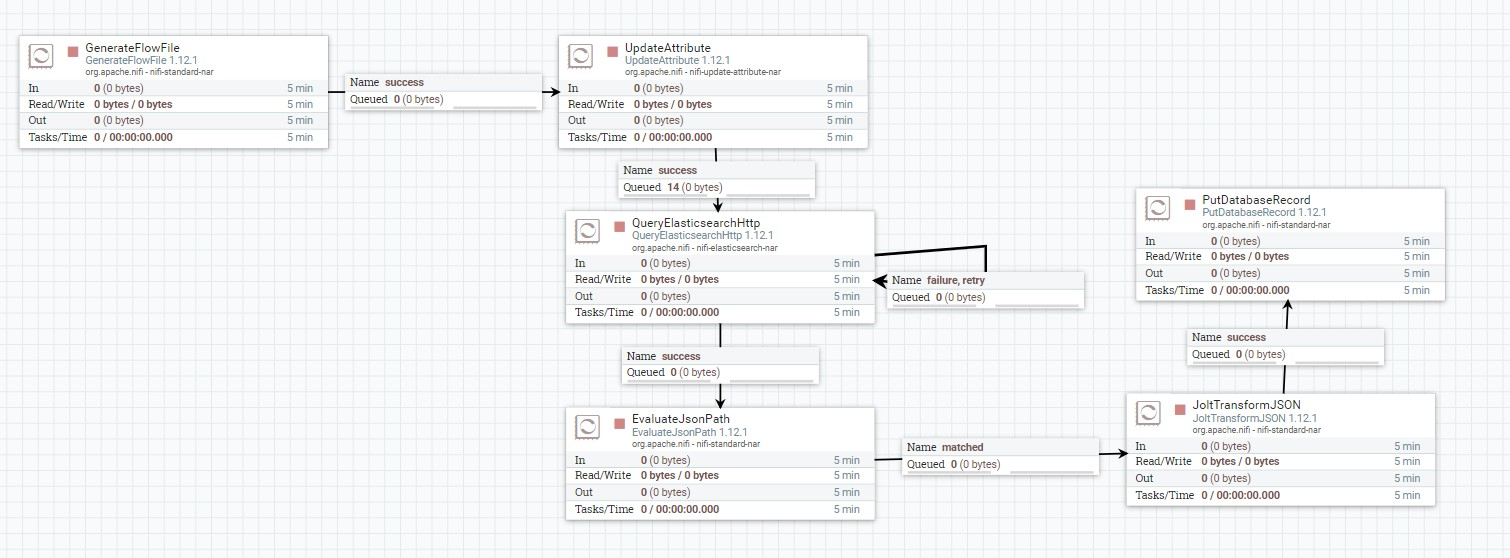 GenerateFlowFile
GenerateFlowFile 1.12.1
org.apache.nifi - nifi-standard-nar
In 0 (0 bytes) 5 min
Read/Write 0 bytes / 0 bytes 5 min
Out 0 (0 bytes) 5 min
Tasks/Time 0 / 00:00:00.000 5 min
Name success
Queued 0 (0 bytes)
UpdateAttribute
UpdateAttribute 1.12.1
org.apache.nifi - nifi-update-attribute-nar
In 0 (0 bytes) 5 min
Read/Write 0 bytes / 0 bytes 5 min
Out 0 (0 bytes) 5 min
Tasks/Time 0 / 00:00:00.000 5 min
Name success
Queued 14 (0 bytes)
QueryElasticsearchHttp
QueryElasticsearchHttp 1.12.1
org.apache.nifi - nifi-elasticsearch-nar
In 0 (0 bytes) 5 min
Read/Write 0 bytes / 0 bytes 5 min
Out 0 (0 bytes) 5 min
Tasks/Time 0 / 00:00:00.000 5 min
Name failure, retry
Queued 0 (0 bytes)
Name success
Queued 0 (0 bytes)
EvaluateJsonPath
EvaluateJsonPath 1.12.1
org.apache.nifi - nifi-standard-nar
In 0 (0 bytes) 5 min
Read/Write 0 bytes / 0 bytes 5 min
Out 0 (0 bytes) 5 min
Tasks/Time 0 / 00:00:00.000 5 min
Name matched
Queued 0 (0 bytes)
JoltTransformJSON
JoltTransformJSON 1.12.1
org.apache.nifi - nifi-standard-nar
In 0 (0 bytes) 5 min
Read/Write 0 bytes / 0 bytes 5 min
Out 0 (0 bytes) 5 min
Tasks/Time 0 / 00:00:00.000 5 min
Name success
Queued 0 (0 bytes)
PutDatabaseRecord
PutDatabaseRecord 1.12.1
org.apache.nifi - nifi-standard-nar
In 0 (0 bytes) 5 min
Read/Write 0 bytes / 0 bytes 5 min
Out 0 (0 bytes) 5 min
Tasks/Time 0 / 00:00:00.000 5 min